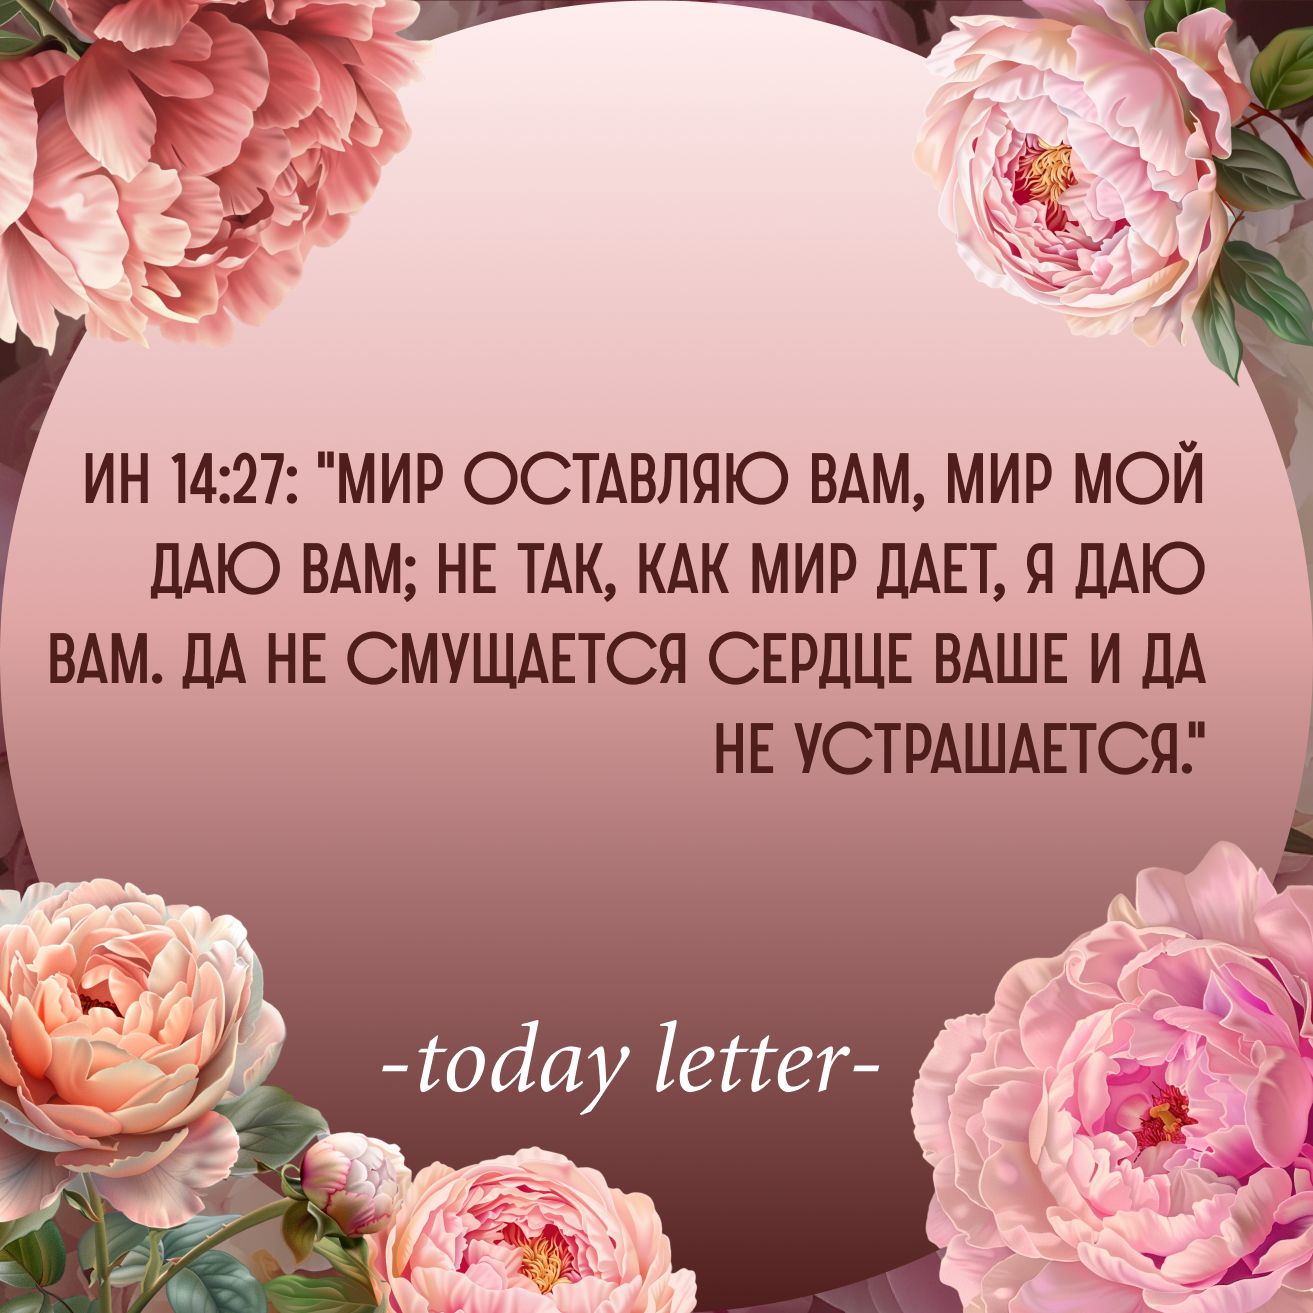 ИН 14:27: "МИР ОСТАВЛЯЮ ВАМ, МИР МОЙ
ДАЮ ВАМ; НЕ ТАК, КАК МИР ДАЕТ, Я ДАЮ
ВАМ. ДА НЕ СМУЩАЕТСЯ СЕРДЦЕ ВАШЕ И ДА
НЕ УСТРАШАЕТСЯ."
-today letter-